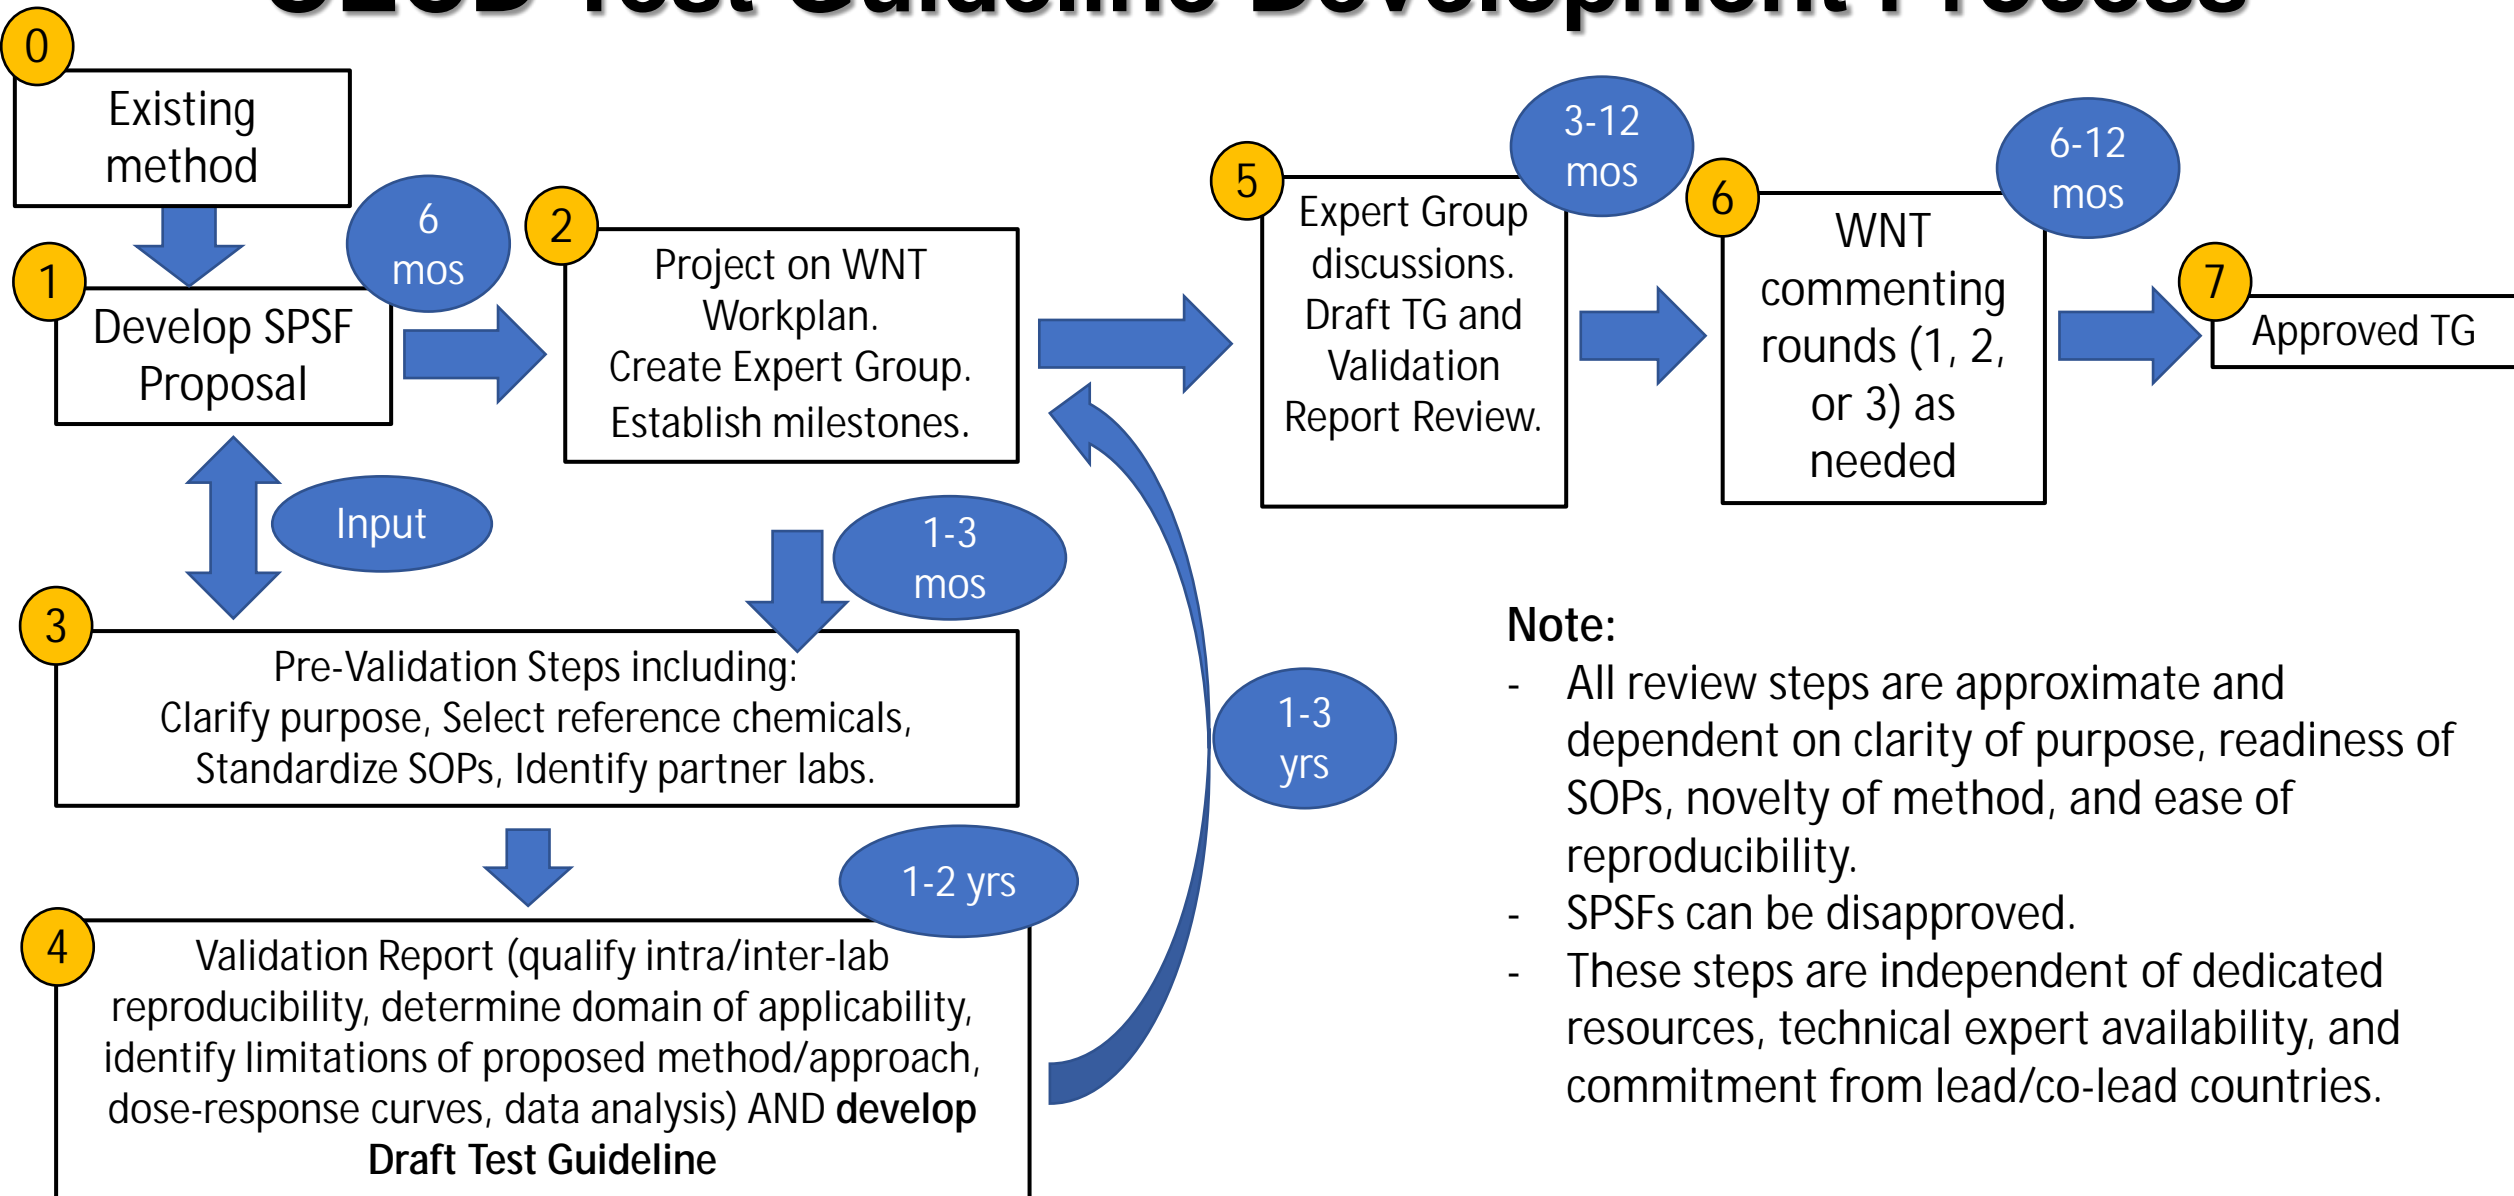 OECD Test Guideline Development Process
0
Existing
method
1
Develop SPSF
Proposal
6
mos
2
Project on WNT
Workplan.
Create Expert Group.
Establish milestones.
Input
1-3
mos
3
Pre-Validation Steps including:
Clarify purpose, Select reference chemicals,
Standardize SOPs, Identify partner labs.
1-2 yrs
4
Validation Report (qualify intra/inter-lab
reproducibility, determine domain of applicability,
identify limitations of proposed method/approach,
dose-response curves, data analysis) AND develop
Draft Test Guideline
1-3
yrs
5
Expert Group
discussions.
Draft TG and
Validation
Report Review.
3-12
mos
6
WNT
commenting
rounds (1, 2,
or 3) as
needed
6-12
mos
7
Approved TG
Note:
- All review steps are approximate and
dependent on clarity of purpose, readiness of
SOPs, novelty of method, and ease of
reproducibility.
- SPSFs can be disapproved.
- These steps are independent of dedicated
resources, technical expert availability, and
commitment from lead/co-lead countries.